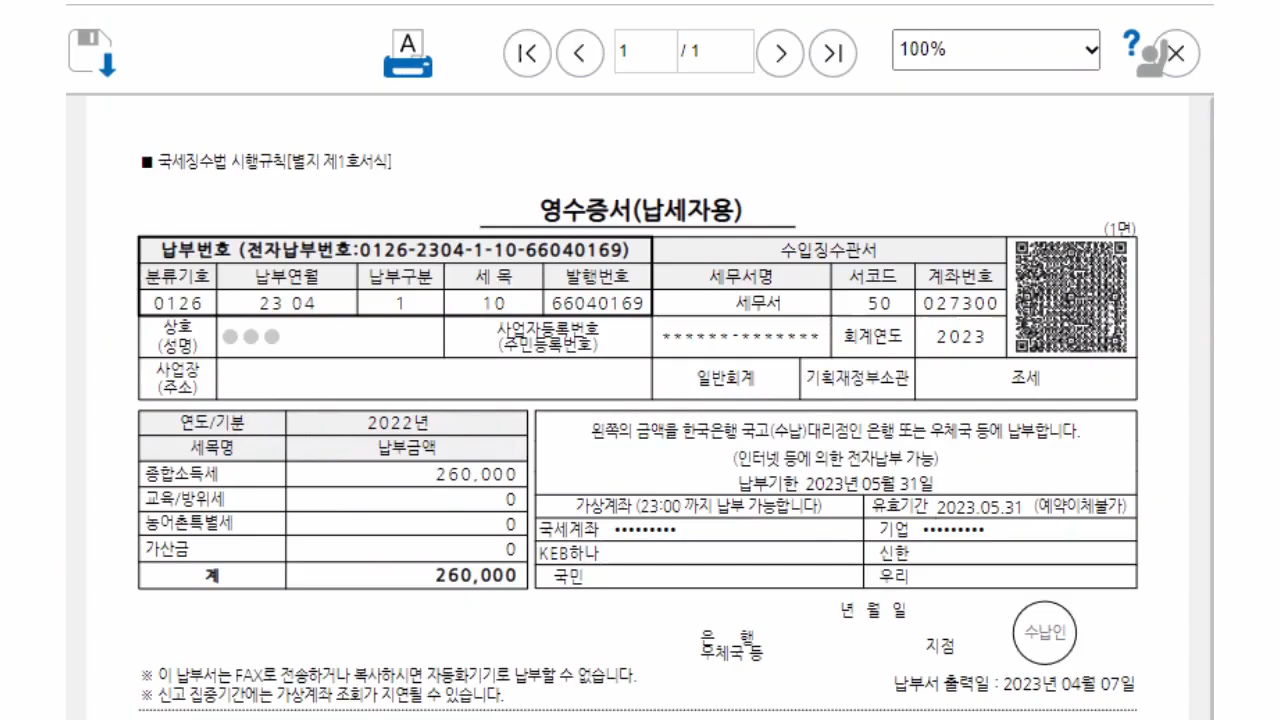 A
1 / 1
100%
?
■ 국세징수법 시행규칙[별지 제1호서식]
영수증서(납세자용)
(1면)
납부번호 (전자납부번호:0126-2304-1-10-66040169) 수입징수관서
분류기호 납부연월 납부구분 세 목 발행번호 세무서명 서코드 계좌번호
0126 23 04 1 10 66040169 세무서 50 027300
상호
(성명)
사업자등록번호
(주민등록번호)
******-******* 회계연도 2023
사업장
(주소)
일반회계 기획재정부소관 조세
연도/기분 2022년
세목명 납부금액
종합소득세 260,000
교육/방위세 0
농어촌특별세 0
가산금 0
계 260,000
왼쪽의 금액을 한국은행 국고(수납)대리점인 은행 또는 우체국 등에 납부합니다.
(인터넷 등에 의한 전자납부 가능)
납부기한 2023년 05월 31일
가상계좌 (23:00 까지 납부 가능합니다) 유효기간 2023.05.31 (예약이체불가)
국세계좌 ••••••••• 기업 •••••••••
KEB하나 신한
국민 우리
년 월 일
은 행
우체국 등
지점
수납인
※ 이 납부서는 FAX로 전송하거나 복사하시면 자동화기기로 납부할 수 없습니다.
※ 신고 집중기간에는 가상계좌 조회가 지연될 수 있습니다.
납부서 출력일 : 2023년 04월 07일